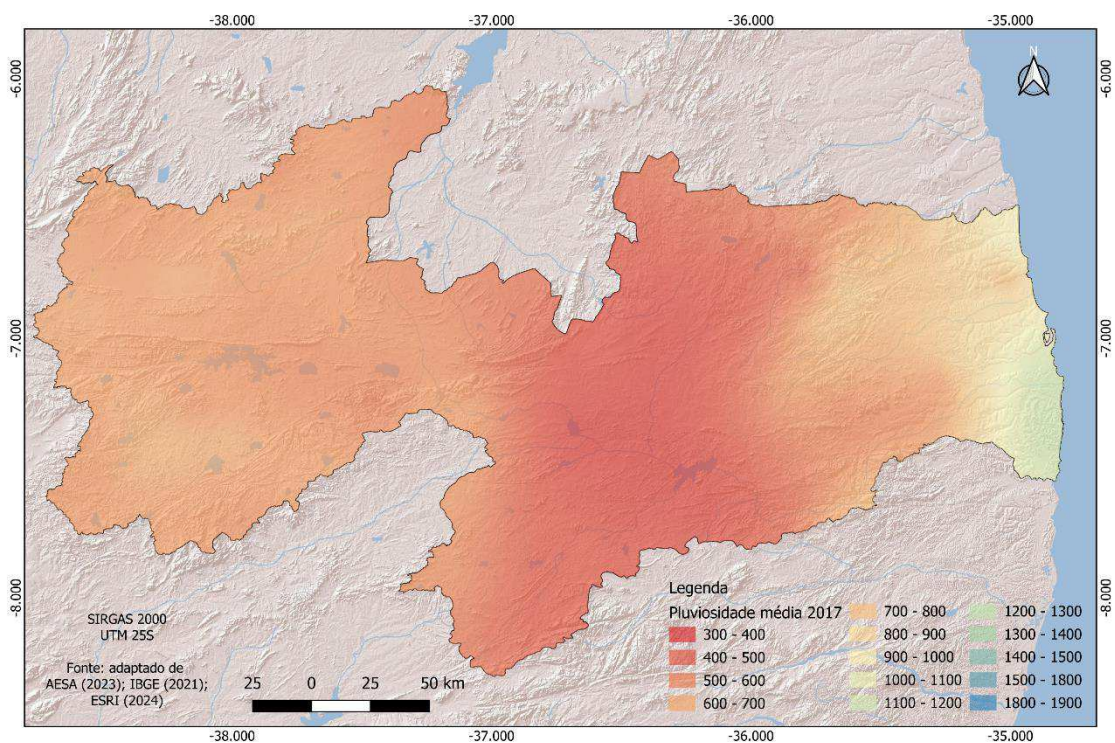 -38.000
-37.000
-36.000
-35.000
-6.000
-6.000
N
-7.000
-7.000
-8.000
-8.000
SIRGAS 2000
UTM 25S
Fonte: adaptado de
AESA (2023); IBGE (2021);
ESRI (2024)
25 0 25 50 km
Legenda
Pluviosidade média 2017
300 - 400
400 - 500
500 - 600
600 - 700
700 - 800
800 - 900
900 - 1000
1000 - 1100
1100 - 1200
1200 - 1300
1300 - 1400
1400 - 1500
1500 - 1800
1800 - 1900
-38.000
-37.000
-36.000
-35.000